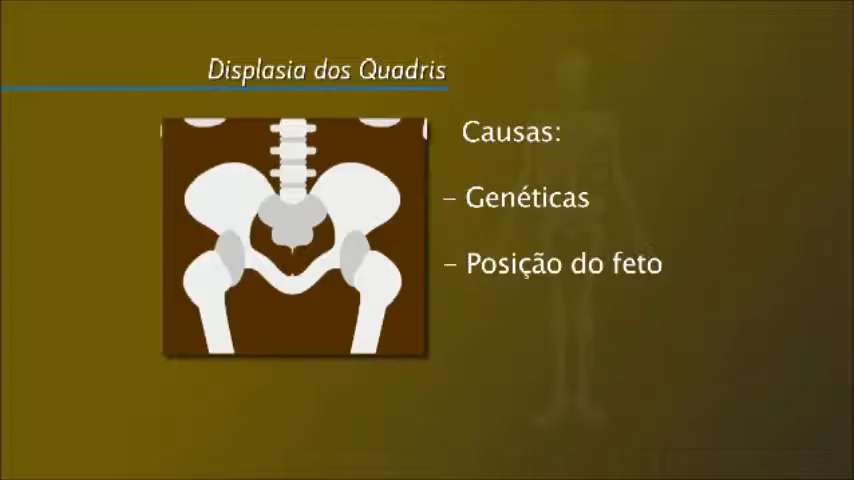 Displasia dos Quadris
Causas:
– Genéticas
– Posição do feto